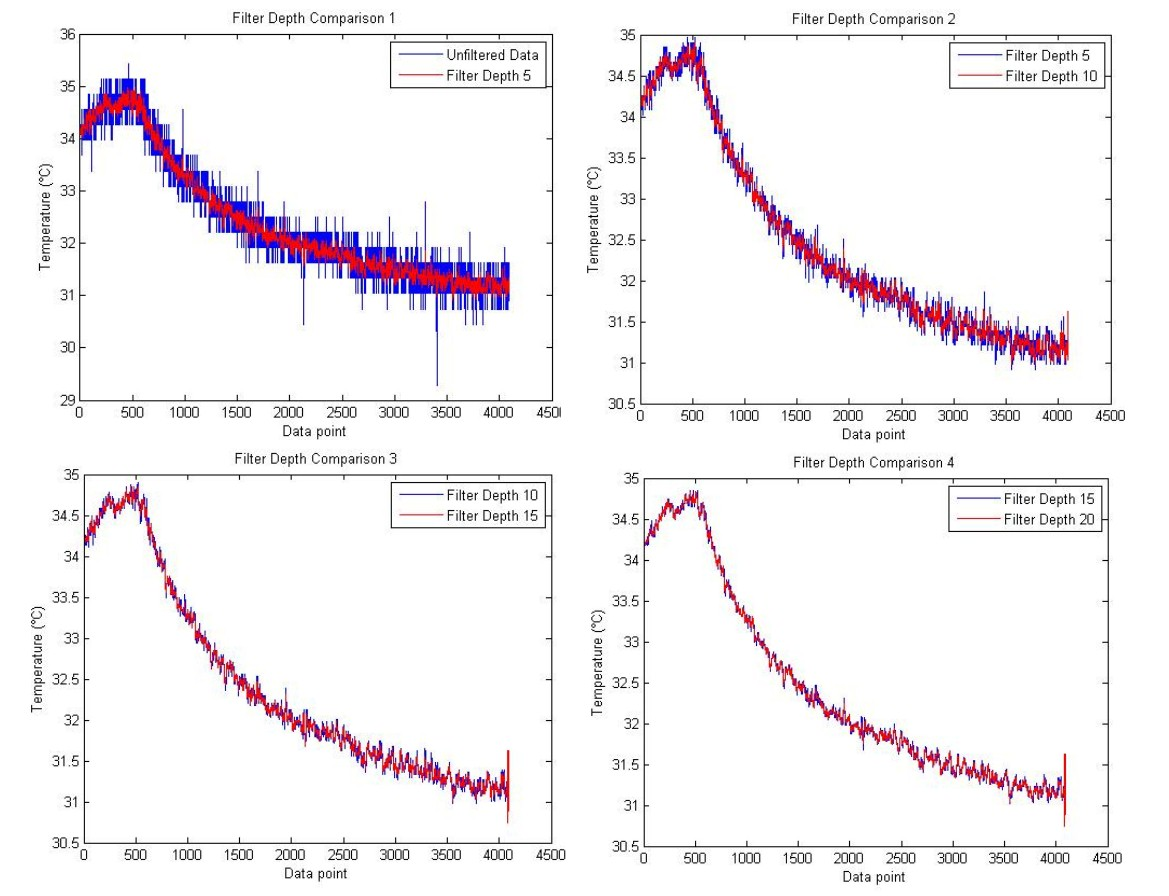 Filter Depth Comparison 1
36
35
34
33
32
31
30
29
Temperature (°C)
Unfiltered Data
Filter Depth 5
0 500 1000 1500 2000 2500 3000 3500 4000 450
Data point
Filter Depth Comparison 2
35
34.5
34
33.5
33
32.5
32
31.5
31
30.5
Temperature (°C)
Filter Depth 5
Filter Depth 10
0 500 1000 1500 2000 2500 3000 3500 4000 4500
Data point
Filter Depth Comparison 3
35
34.5
34
33.5
33
32.5
32
31.5
31
30.5
Temperature (°C)
Filter Depth 10
Filter Depth 15
0 500 1000 1500 2000 2500 3000 3500 4000 4500
Data point
Filter Depth Comparison 4
35
34.5
34
33.5
33
32.5
32
31.5
31
30.5
Temperature (°C)
Filter Depth 15
Filter Depth 20
0 500 1000 1500 2000 2500 3000 3500 4000 4500
Data point